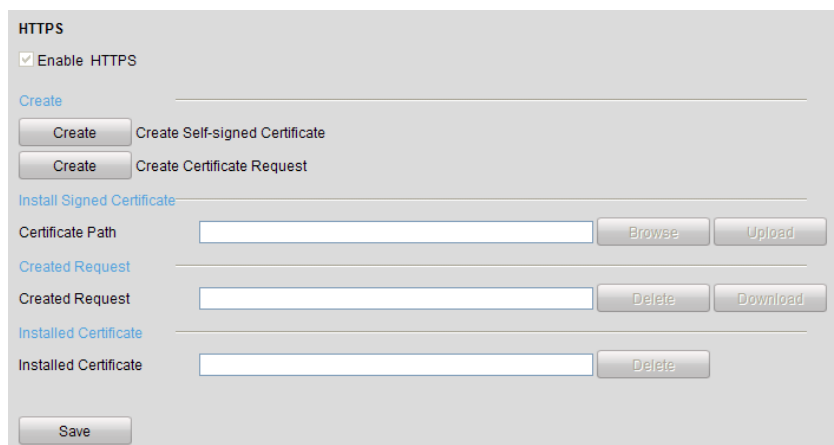 HTTPS
Enable HTTPS
Create
Create Create Self-signed Certificate
Create Create Certificate Request
Install Signed Certificate
Certificate Path Browse Upload
Created Request
Created Request Delete Download
Installed Certificate
Installed Certificate Delete
Save